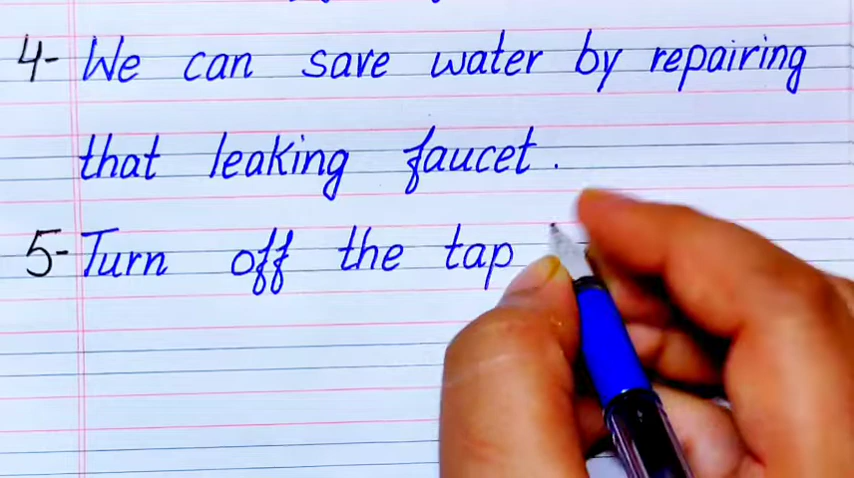 4- We can save water by repairing
that leaking faucet.
5- Turn off the tap